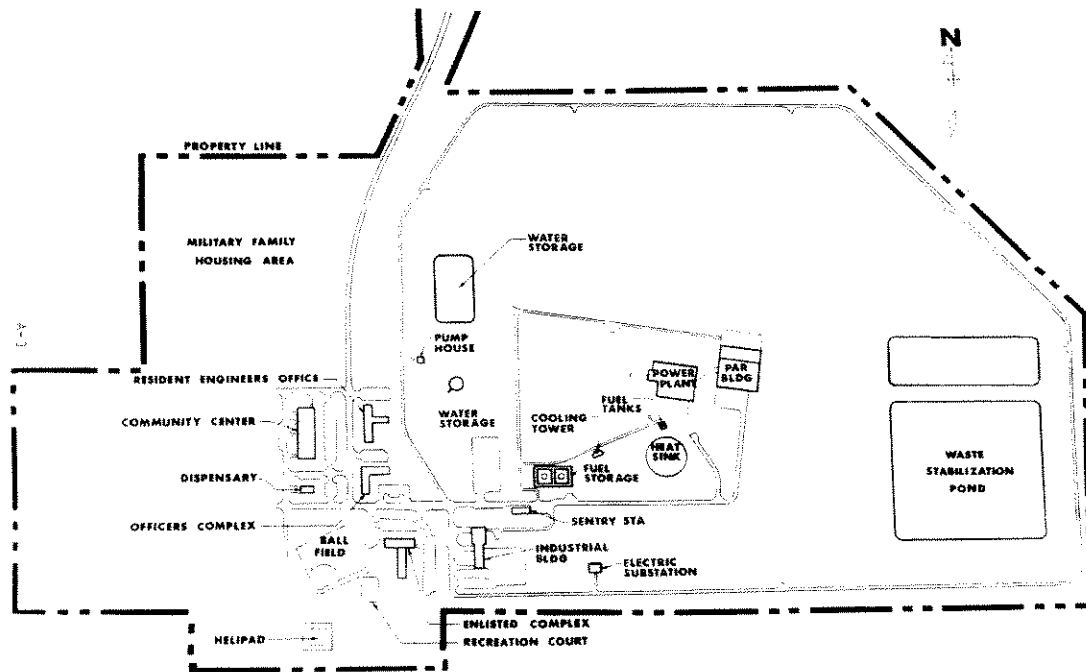 N
PROPERTY LINE
MILITARY FAMILY
HOUSING AREA
WATER
STORAGE
PUMP
HOUSE
RESIDENT ENGINEERS OFFICE
POWER
PLANT
PAR
BLDG
COMMUNITY CENTER
WATER
STORAGE
COOLING
TOWER
FUEL
TANKS
HEAT
SINK
WASTE
STABILIZATION
POND
DISPENSARY
FUEL
STORAGE
OFFICERS COMPLEX
SENTRY STA
BALL
FIELD
INDUSTRIAL
BLDG
ELECTRIC
SUBSTATION
ENLISTED COMPLEX
HELIPAD
RECREATION COURT